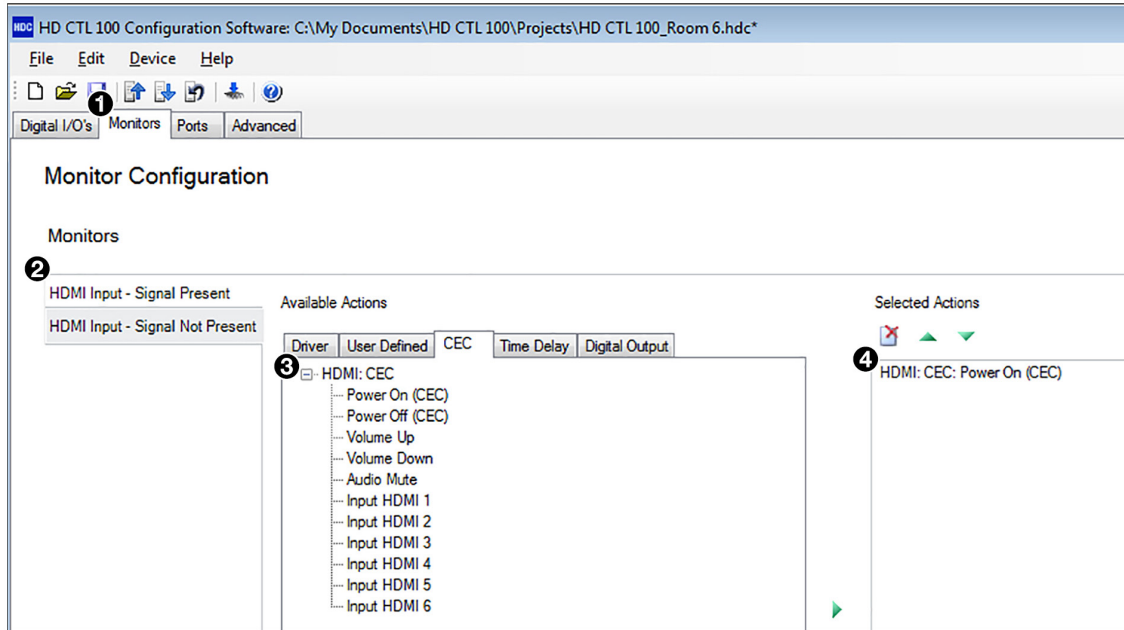 HDC HD CTL 100 Configuration Software: C:\My Documents\HD CTL 100\Projects\HD CTL 100_Room 6.hdc*
File Edit Device Help
1
Digital I/O's Monitors Ports Advanced
Monitor Configuration
Monitors
2
HDMI Input - Signal Present
HDMI Input - Signal Not Present
Available Actions
Driver User Defined CEC Time Delay Digital Output
3
HDMI: CEC
Power On (CEC)
Power Off (CEC)
Volume Up
Volume Down
Audio Mute
Input HDMI 1
Input HDMI 2
Input HDMI 3
Input HDMI 4
Input HDMI 5
Input HDMI 6
Selected Actions
4
HDMI: CEC: Power On (CEC)